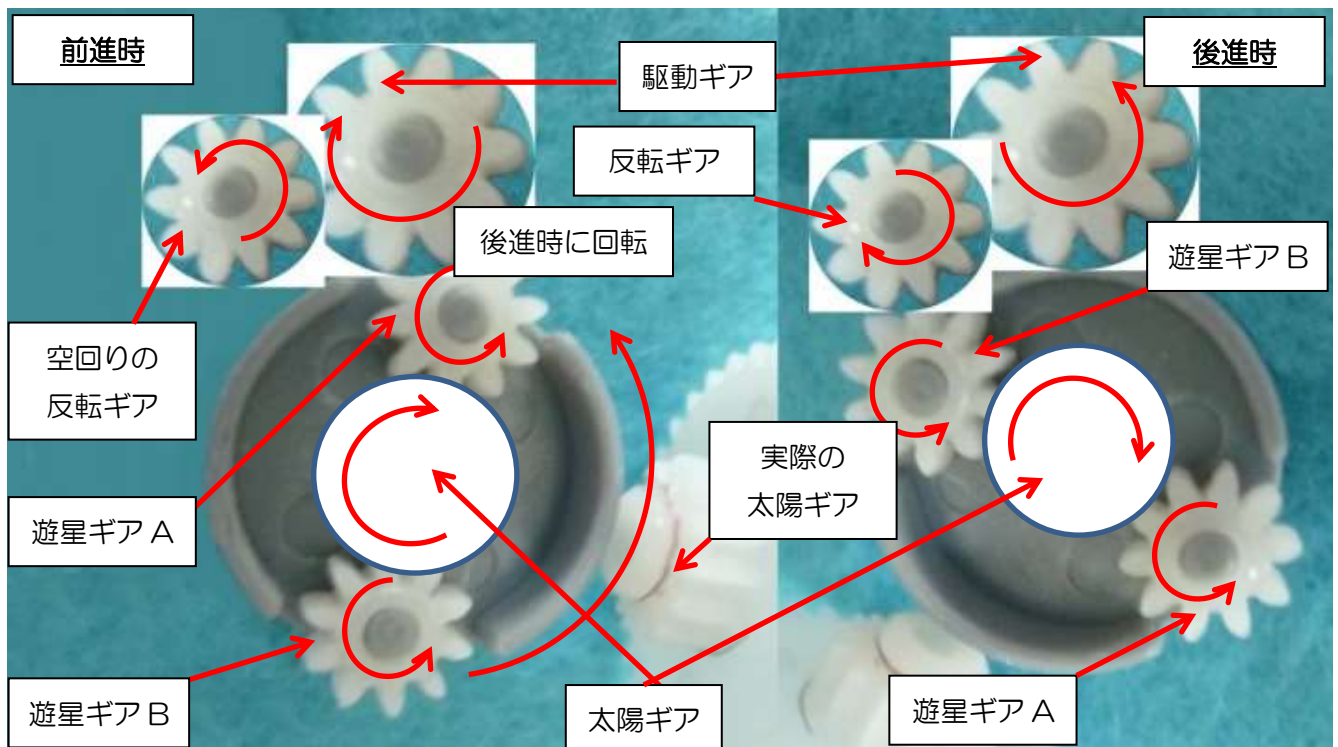 前進時
駆動ギア
後進時
反転ギア
後進時に回転
遊星ギアB
空回りの
反転ギア
実際の
太陽ギア
遊星ギアA
遊星ギアB
太陽ギア
遊星ギアA